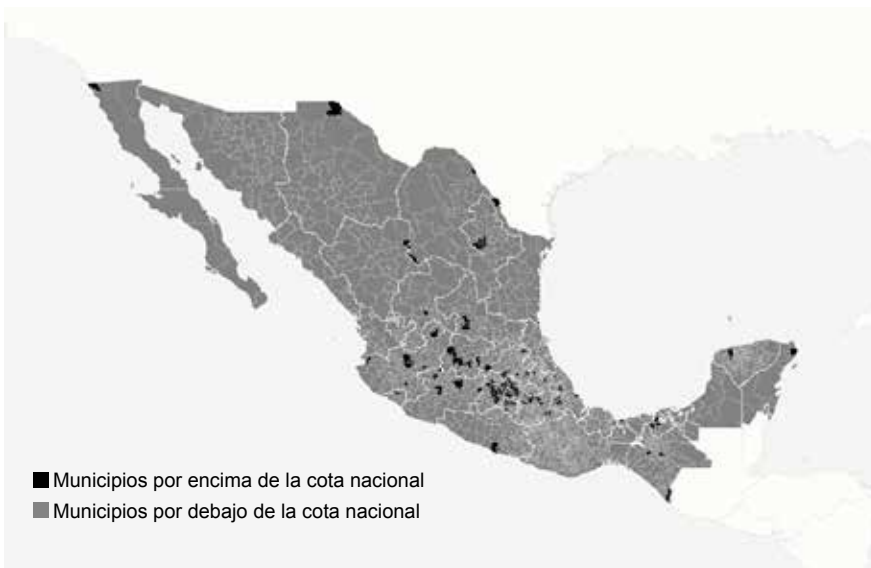 Municipios por encima de la cota nacional
Municipios por debajo de la cota nacional